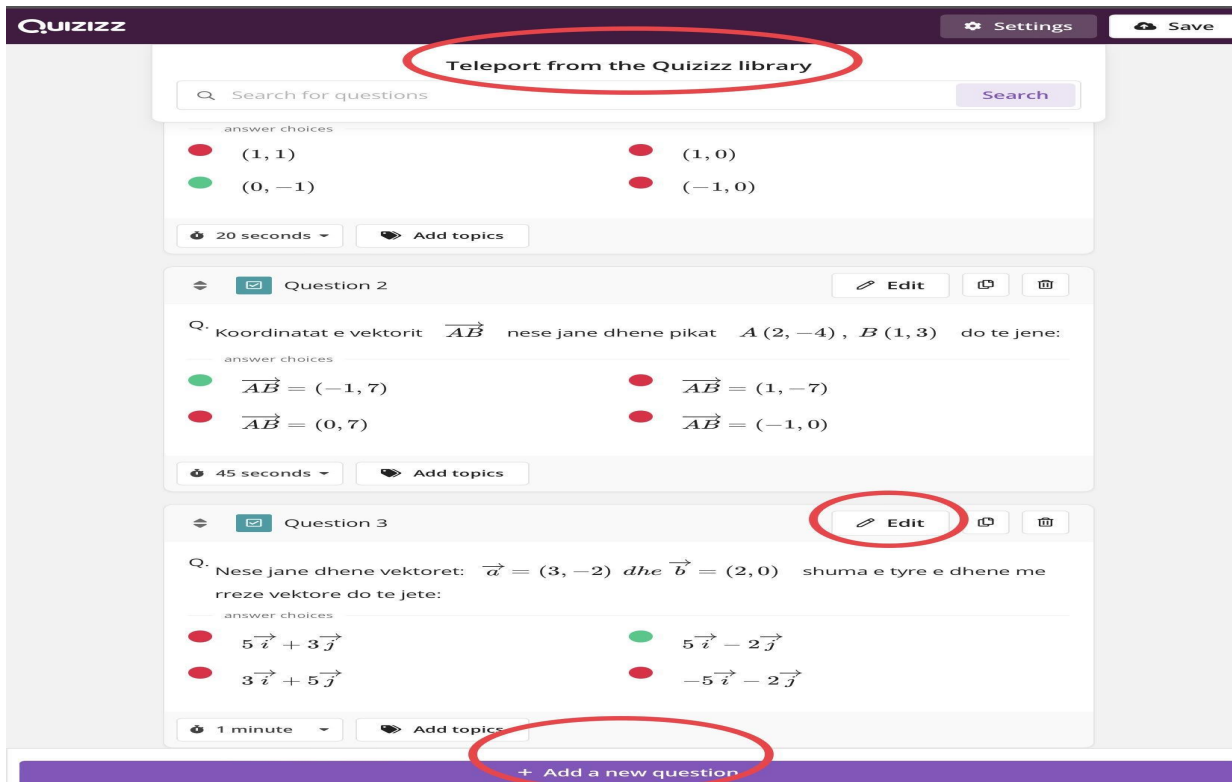 QUIZIZZ Settings Save
Teleport from the Quizizz library
Search for questions Search
answer choices
(1, 1) (1, 0)
(0, −1) (−1, 0)
20 seconds Add topics
Question 2 Edit
Q. Koordinatat e vektorit AB nese jane dhene pikat A (2, −4) , B (1, 3) do te jene:
answer choices
AB = (−1, 7) AB = (1, −7)
AB = (0, 7) AB = (−1, 0)
45 seconds Add topics
Question 3 Edit
Q. Nese jane dhene vektoret: a = (3, −2) dhe b = (2, 0) shuma e tyre e dhene me
rreze vektore do te jete:
answer choices
5i + 3j 5i − 2j
3i + 5j −5i − 2j
1 minute Add topics
+ Add a new question